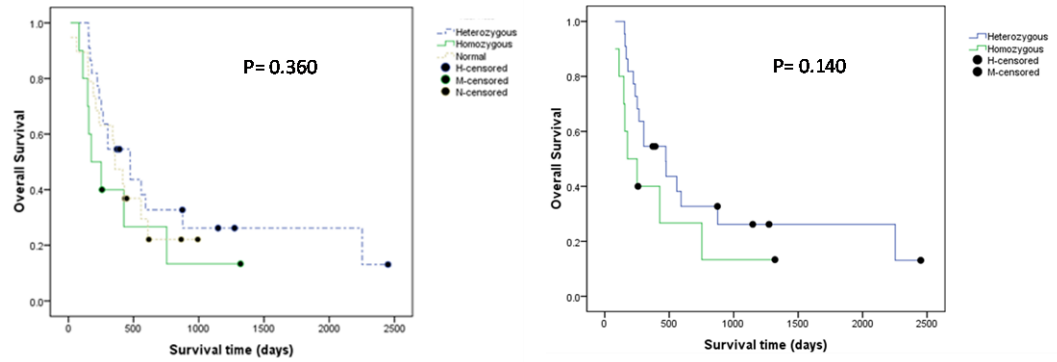 1.0
0.8
0.6
0.4
0.2
0.0
Overall Survival
0 500 1000 1500 2000 2500
Survival time (days)
P= 0.360
Heterozygous
Homozygous
Normal
H-censored
M-censored
N-censored
1.0
0.8
0.6
0.4
0.2
0.0
Overall Survival
0 500 1000 1500 2000 2500
Survival time (days)
P= 0.140
Heterozygous
Homozygous
H-censored
M-censored